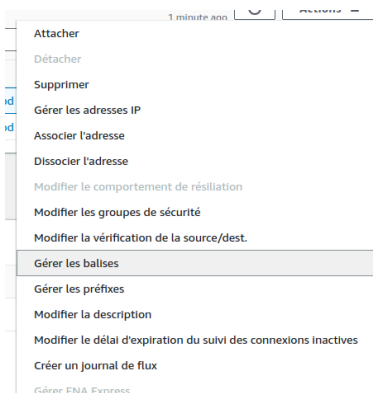 1 minute ago
Actions
Attacher
Détacher
Supprimer
Gérer les adresses IP
Associer l'adresse
Dissocier l'adresse
Modifier le comportement de résiliation
Modifier les groupes de sécurité
Modifier la vérification de la source/dest.
Gérer les balises
Gérer les préfixes
Modifier la description
Modifier le délai d'expiration du suivi des connexions inactives
Créer un journal de flux
Gérer ENA Express